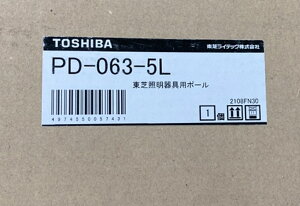 TOSHIBA
東芝ライテック株式会社
PD-063-5L
東芝照明器具用ポール
1個
2108FN30
4974550057431